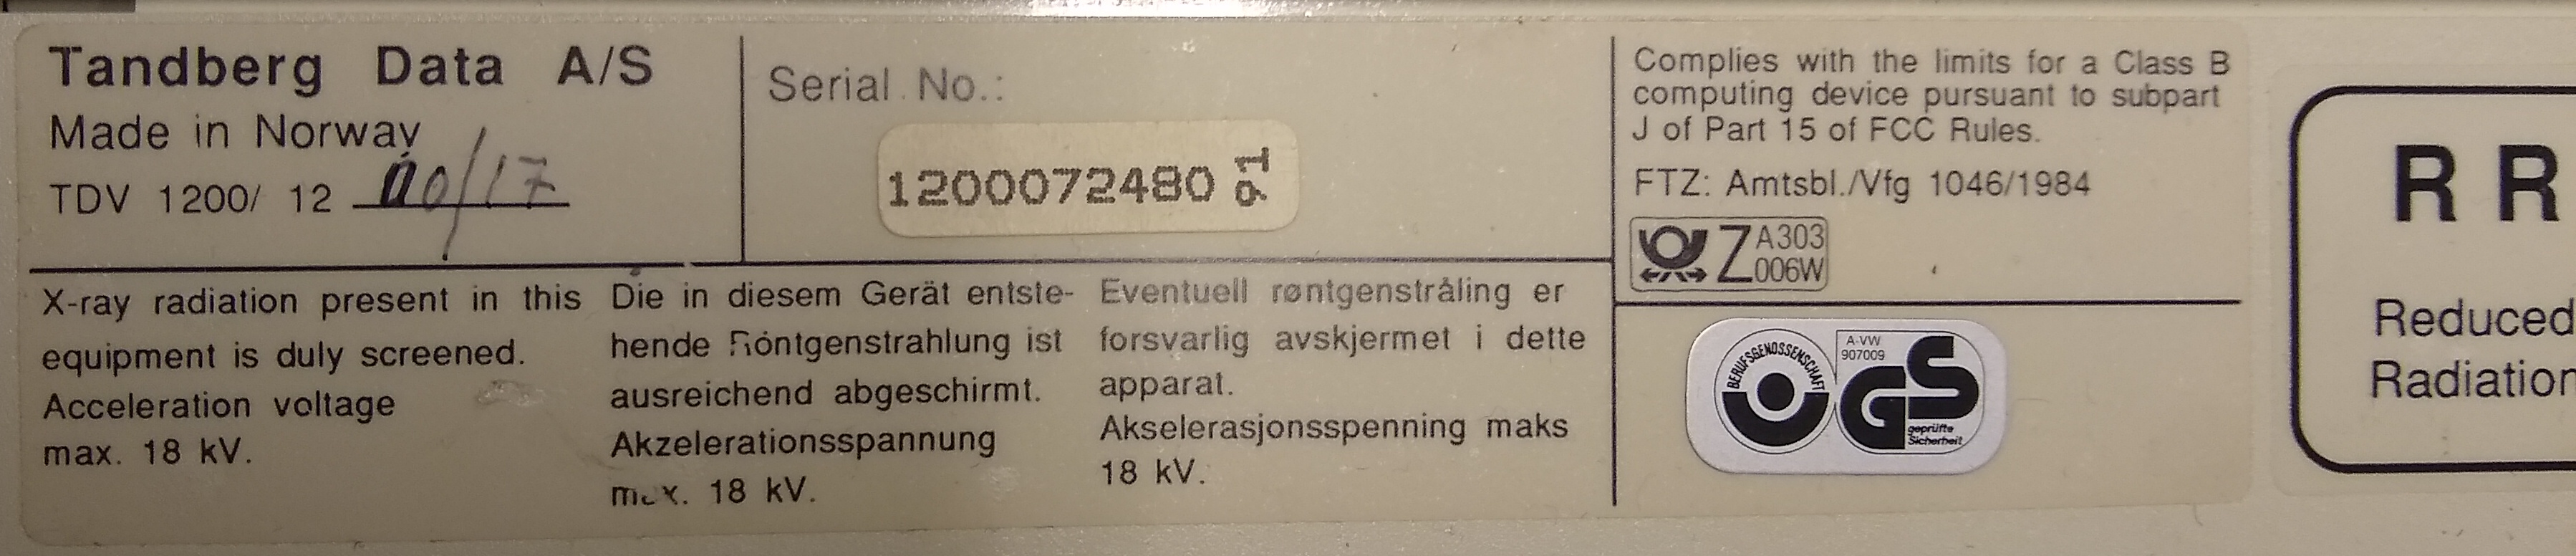 Tandberg Data A/S
Made in Norway
TDV 1200/ 12 00/17
Serial No.:
1200072480 91
X-ray radiation present in this
equipment is duly screened.
Acceleration voltage
max. 18 kV.
Die in diesem Gerät entste-
hende Röntgenstrahlung ist
ausreichend abgeschirmt.
Akzelerationsspannung
max. 18 kV.
Eventuell røntgenstråling er
forsvarlig avskjermet i dette
apparat.
Akselerasjonsspenning maks
18 kV.
Complies with the limits for a Class B
computing device pursuant to subpart
J of Part 15 of FCC Rules.
FTZ: Amtsbl./Vfg 1046/1984
Z A303
006W
BERUFSGENOSSENSCHAFT
A-VW
907009
GS
geprüfte
Sicherheit
R R
Reduced
Radiation